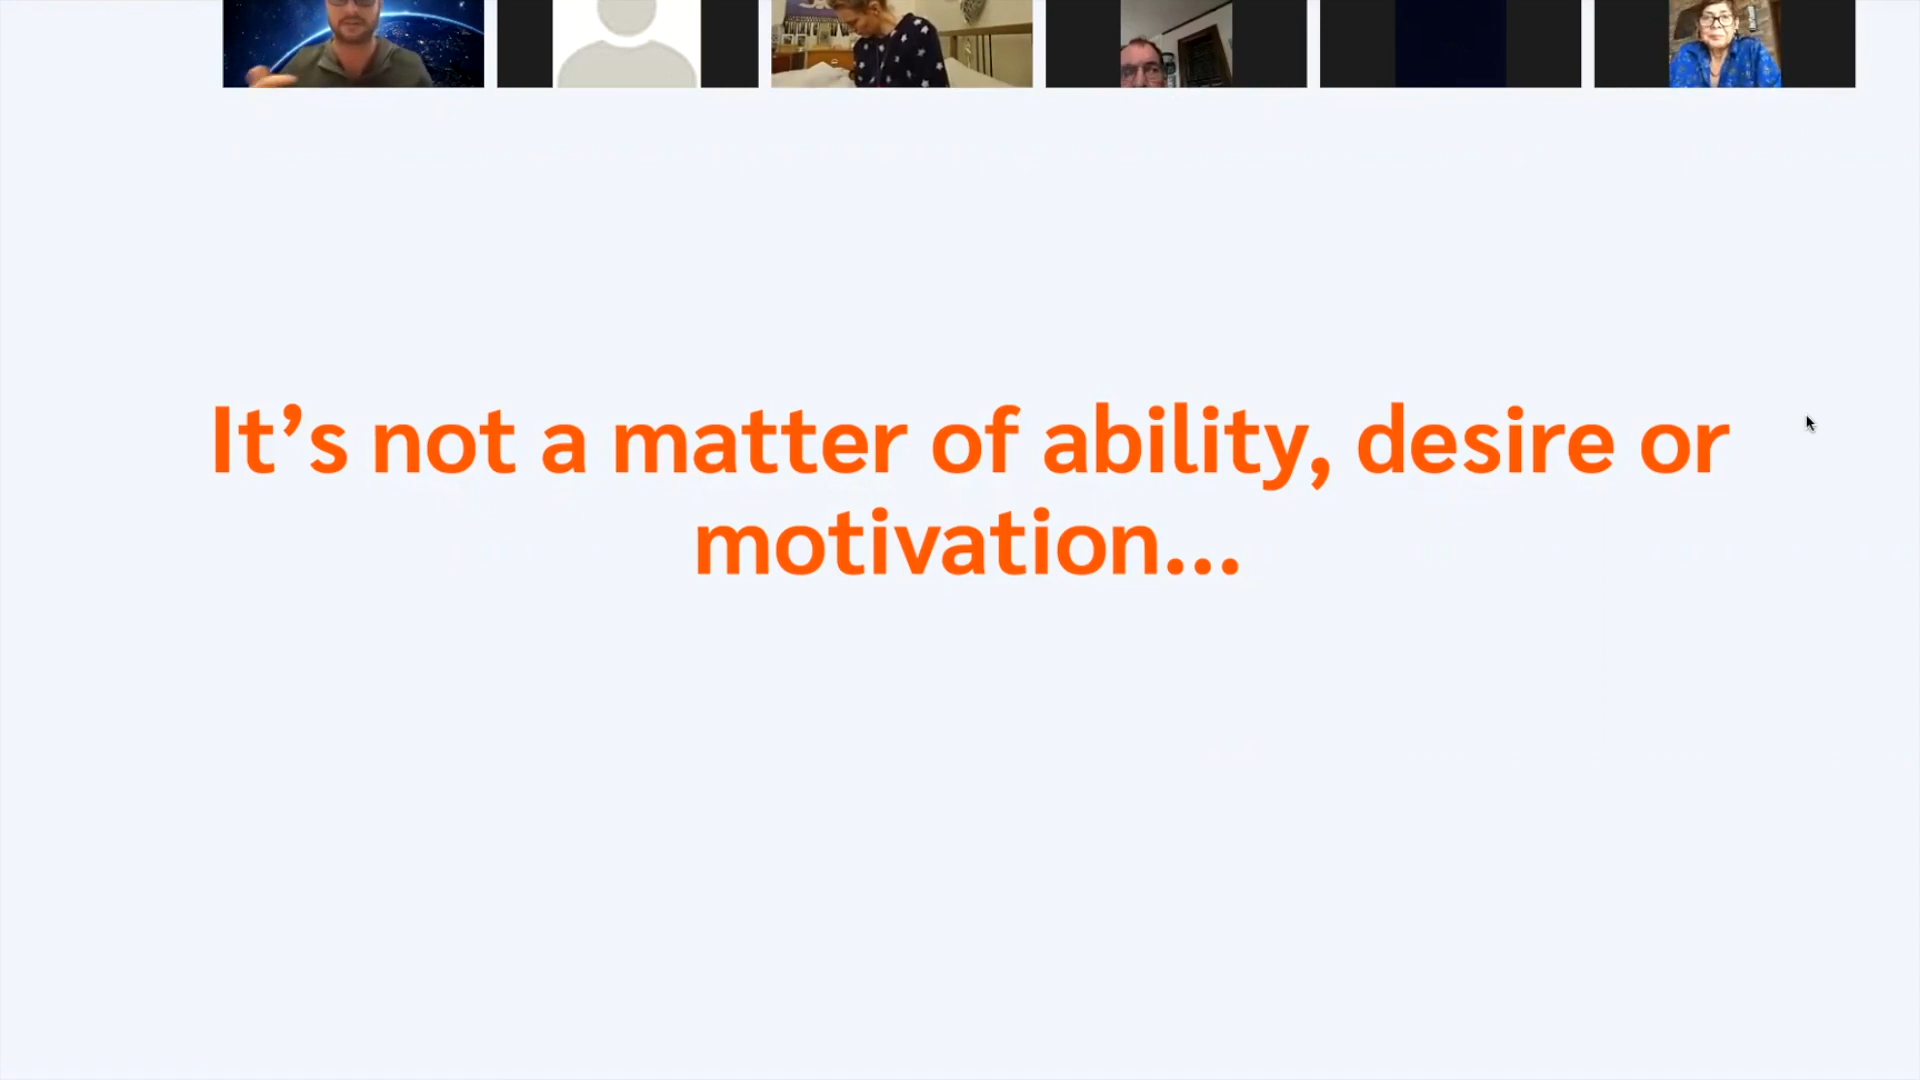 It’s not a matter of ability, desire or
motivation...